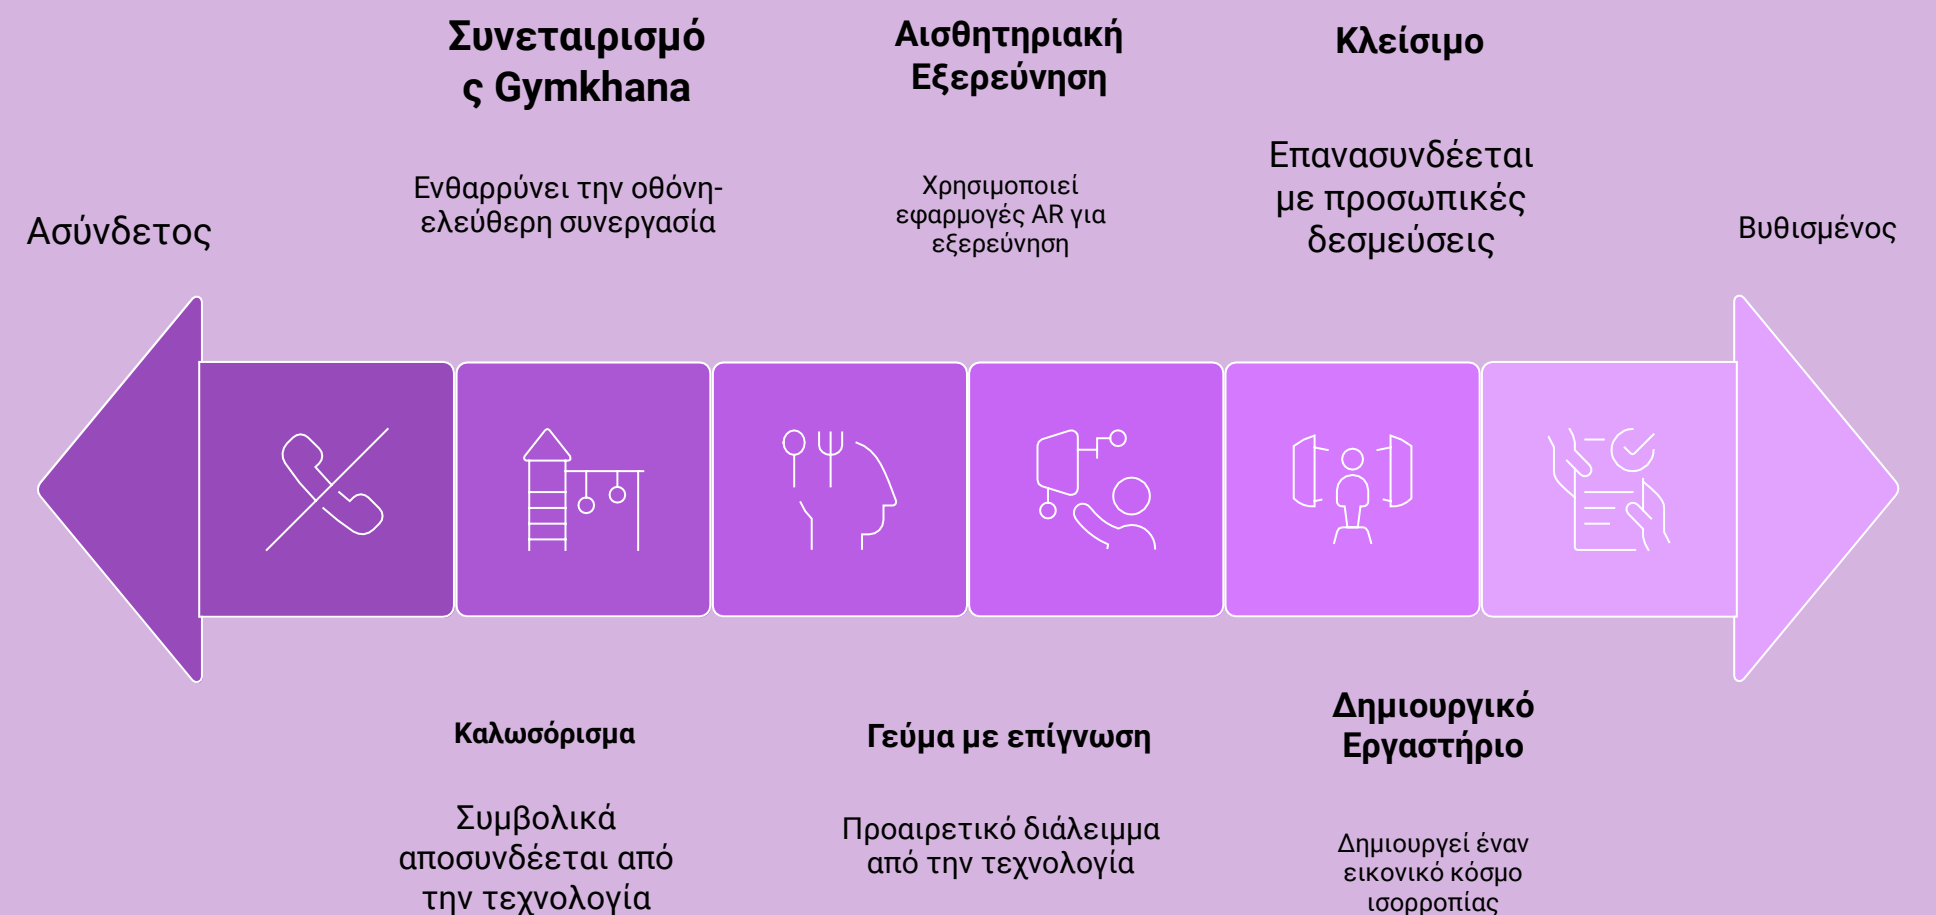 Συνεταιρισμό
ς Gymkhana
Ενθαρρύνει την οθόνη-
ελεύθερη συνεργασία
Αισθητηριακή
Εξερεύνηση
Χρησιμοποιεί
εφαρμογές AR για
εξερεύνηση
Κλείσιμο
Επανασυνδέεται
με προσωπικές
δεσμεύσεις
Ασύνδετος
Βυθισμένος
Καλωσόρισμα
Συμβολικά
αποσυνδέεται από
την τεχνολογία
Γεύμα με επίγνωση
Προαιρετικό διάλειμμα
από την τεχνολογία
Δημιουργικό
Εργαστήριο
Δημιουργεί έναν
εικονικό κόσμο
ισορροπίας